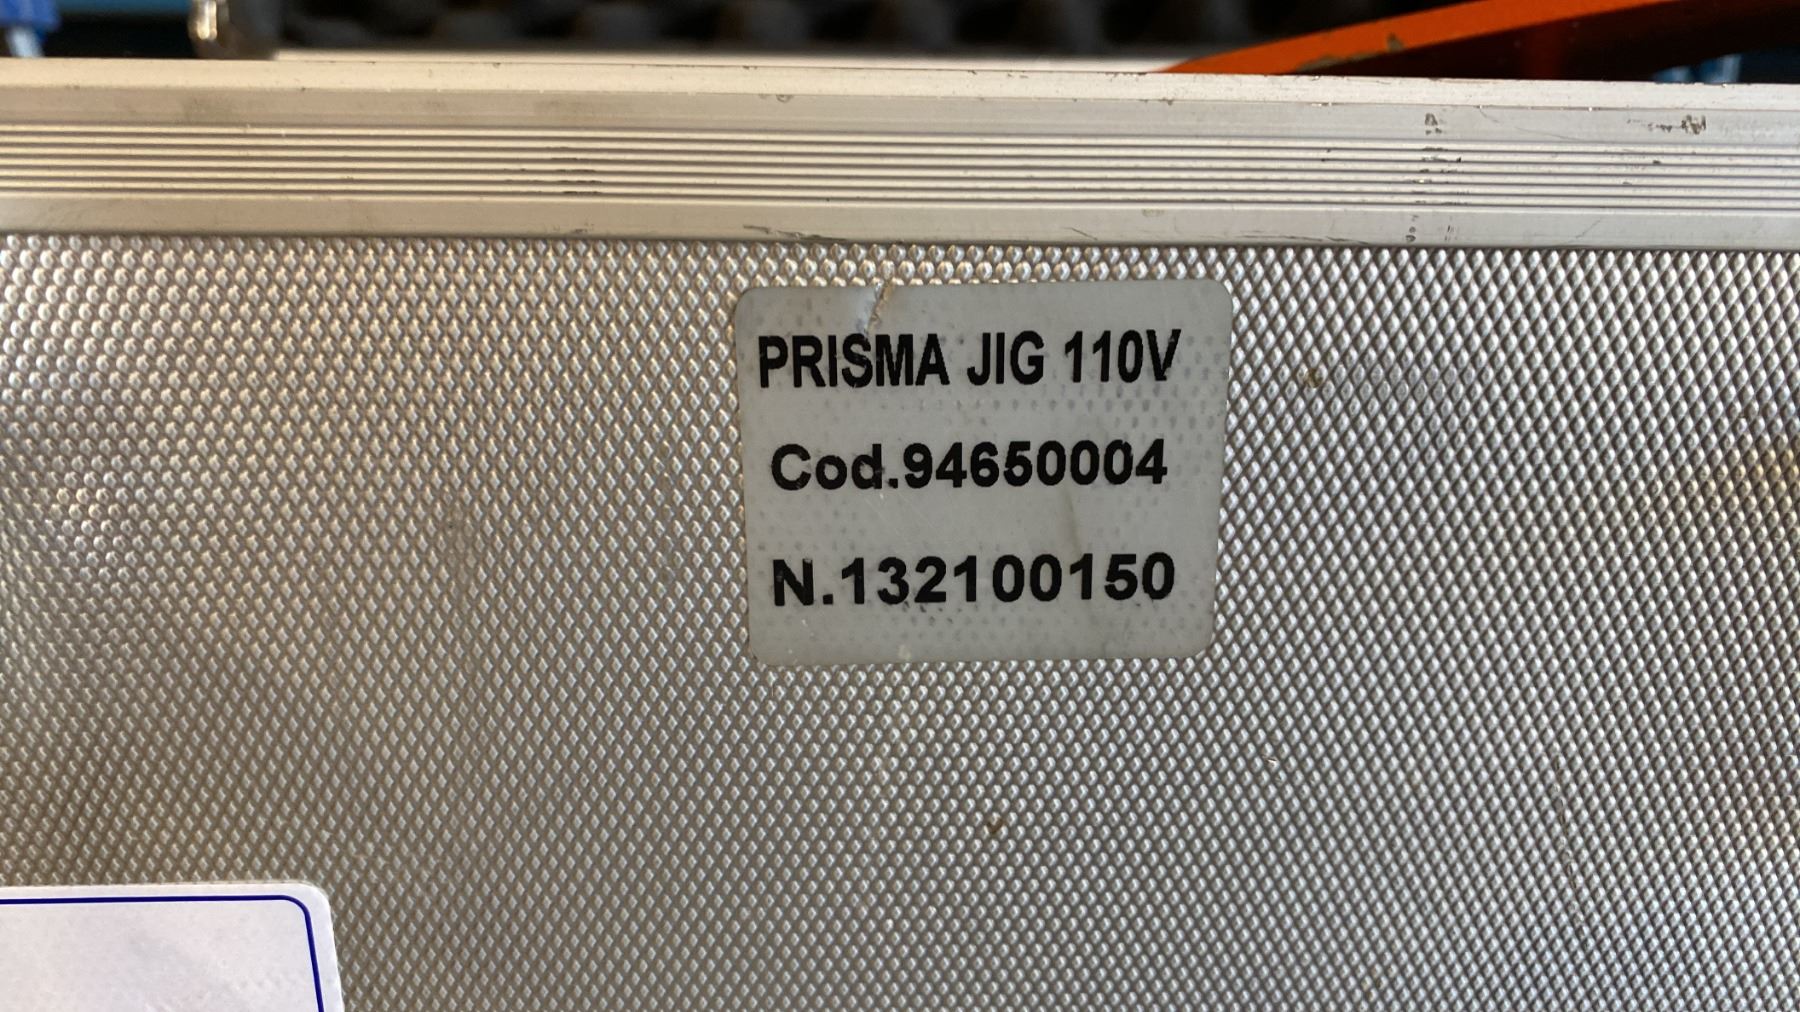 PRISMA JIG 110V
Cod.94650004
N.132100150